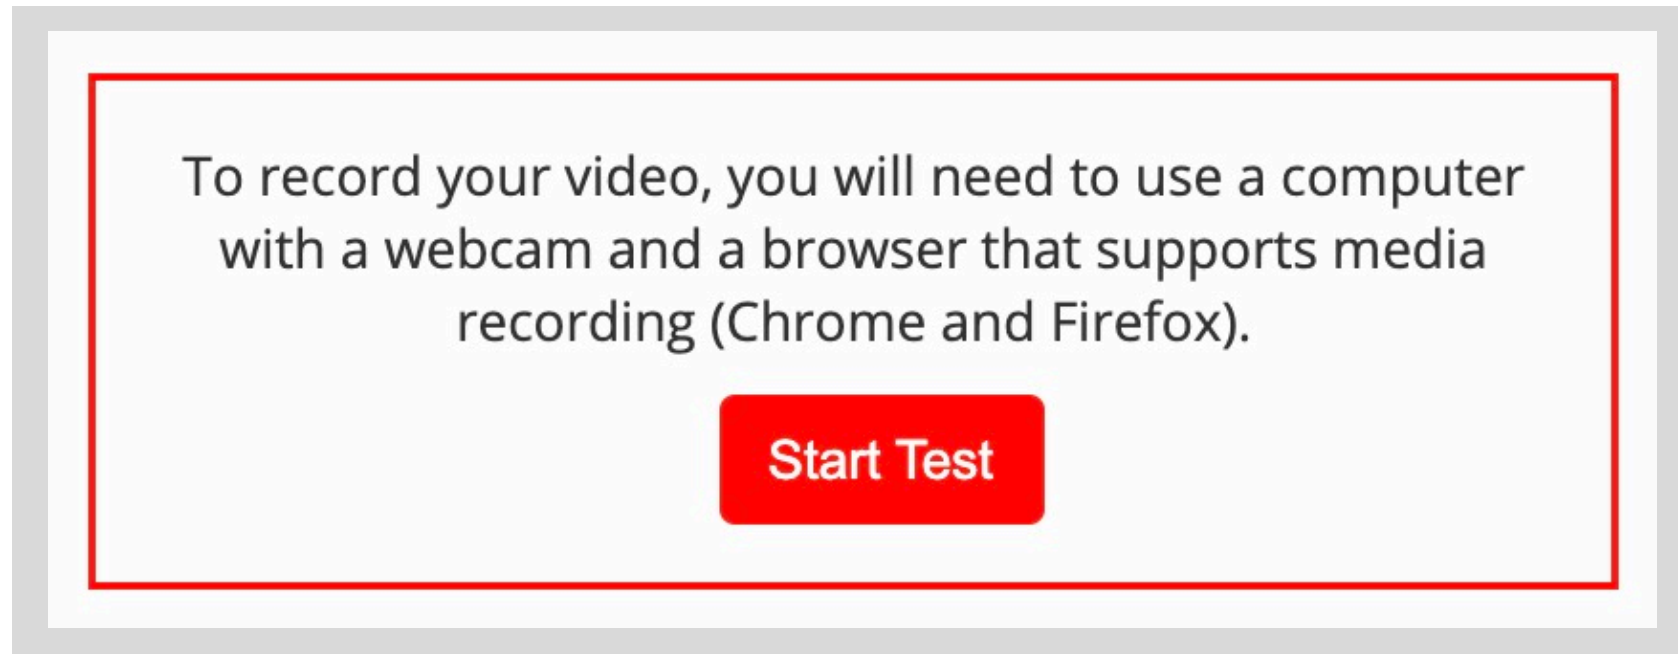 To record your video, you will need to use a computer
with a webcam and a browser that supports media
recording (Chrome and Firefox).
Start Test